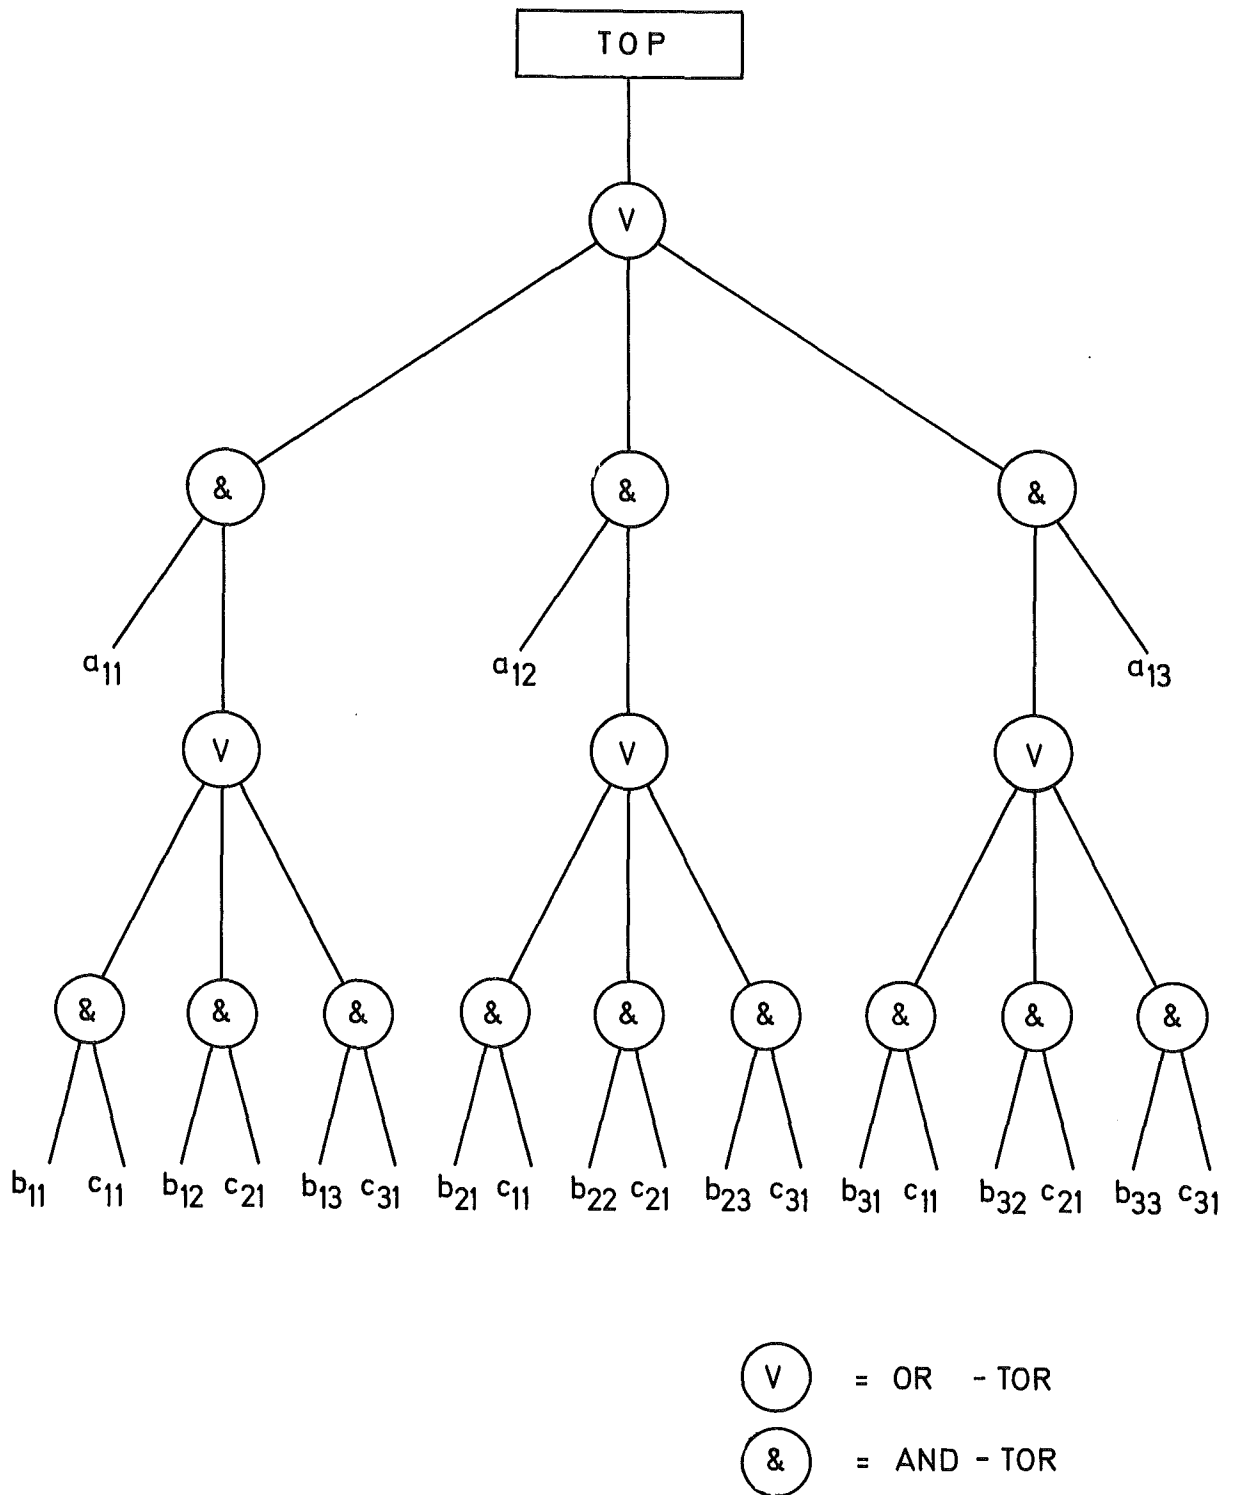 TOP
V
& & &
a11 a12 a13
V V V
& & & & & & & & &
b11 c11 b12 c21 b13 c31 b21 c11 b22 c21 b23 c31 b31 c11 b32 c21 b33 c31
V = OR - TOR
& = AND - TOR